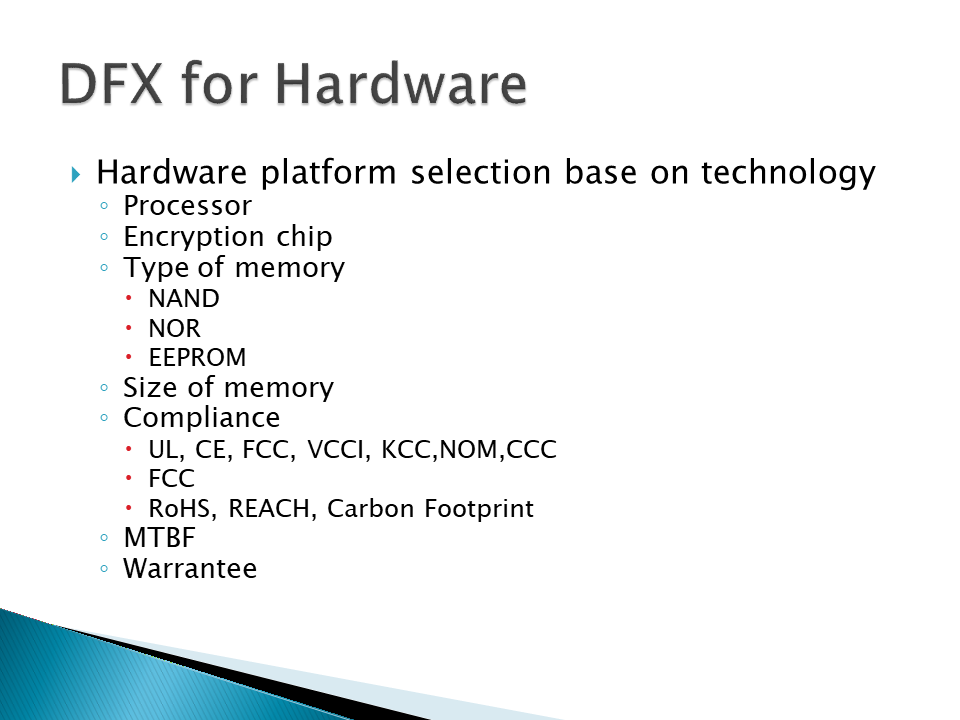 DFX for Hardware
Hardware platform selection base on technology
Processor
Encryption chip
Type of memory
NAND
NOR
EEPROM
Size of memory
Compliance
UL, CE, FCC, VCCI, KCC,NOM,CCC
FCC
RoHS, REACH, Carbon Footprint
MTBF
Warrantee